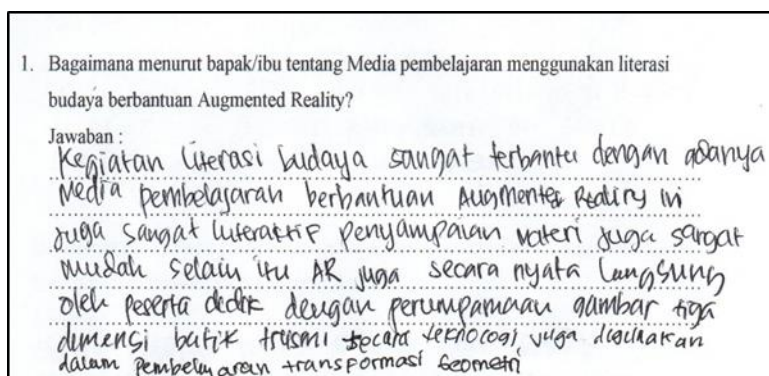 1. Bagaimana menurut bapak/ibu tentang Media pembelajaran menggunakan literasi
budaya berbantuan Augmented Reality?
Jawaban :
Kegiatan literasi budaya sangat terbantu dengan adanya
Media pembelajaran berbantuan Augmented Reality ini
juga sangat interaktif penyampaian materi juga sangat
mudah selain itu AR juga secara nyata langsung
oleh peserta didik dengan perumpamaan gambar tiga
dimensi batik trusmi secara teknologi juga digunakan
dalam pembelajaran transformasi Geometri